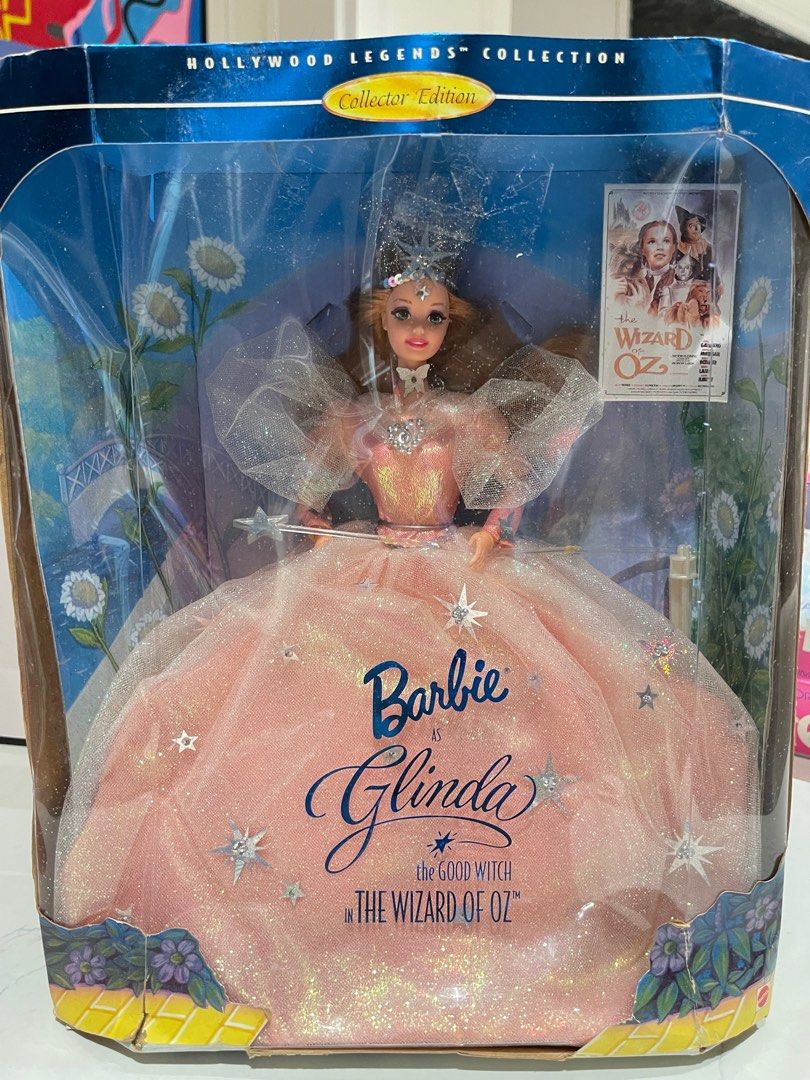 HOLLYWOOD LEGENDS™ COLLECTION
Collector Edition
the
WIZARD
OF
OZ
Barbie®
AS
Glinda
the GOOD WITCH
IN THE WIZARD OF OZ™